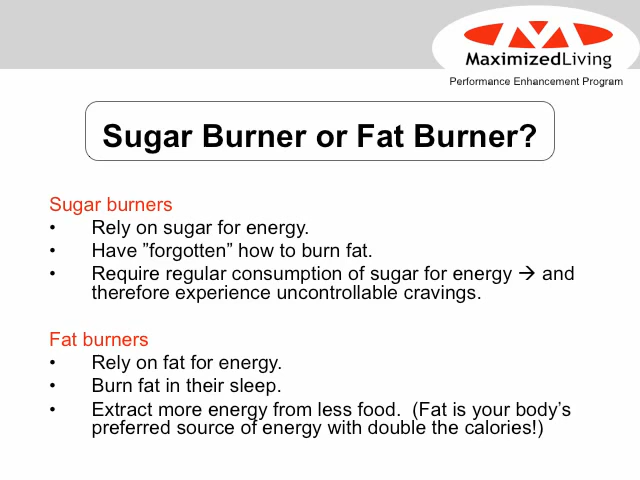 MaximizedLiving
Performance Enhancement Program
Sugar Burner or Fat Burner?
Sugar burners
• Rely on sugar for energy.
• Have ”forgotten” how to burn fat.
• Require regular consumption of sugar for energy → and
therefore experience uncontrollable cravings.
Fat burners
• Rely on fat for energy.
• Burn fat in their sleep.
• Extract more energy from less food.  (Fat is your body’s
preferred source of energy with double the calories!)